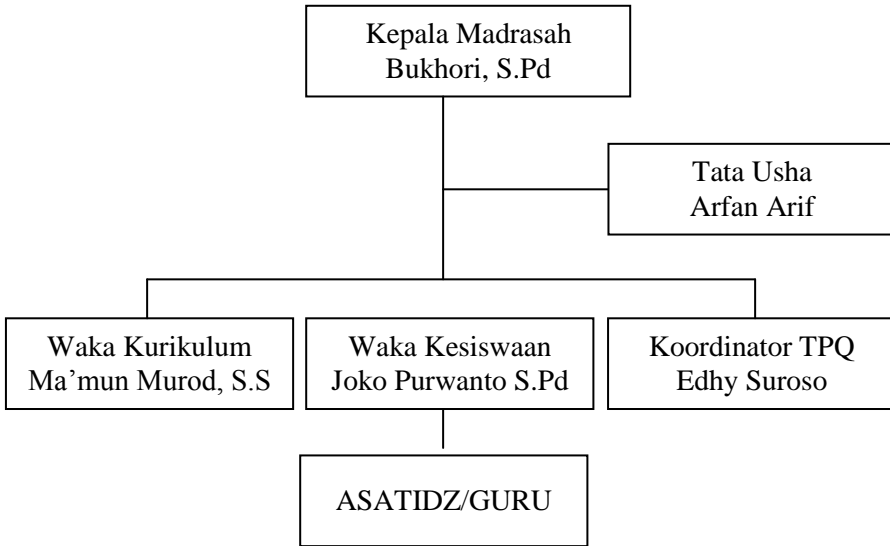 Kepala Madrasah
Bukhori, S.Pd
Tata Usha
Arfan Arif
Waka Kurikulum
Ma’mun Murod, S.S
Waka Kesiswaan
Joko Purwanto S.Pd
Koordinator TPQ
Edhy Suroso
ASATIDZ/GURU